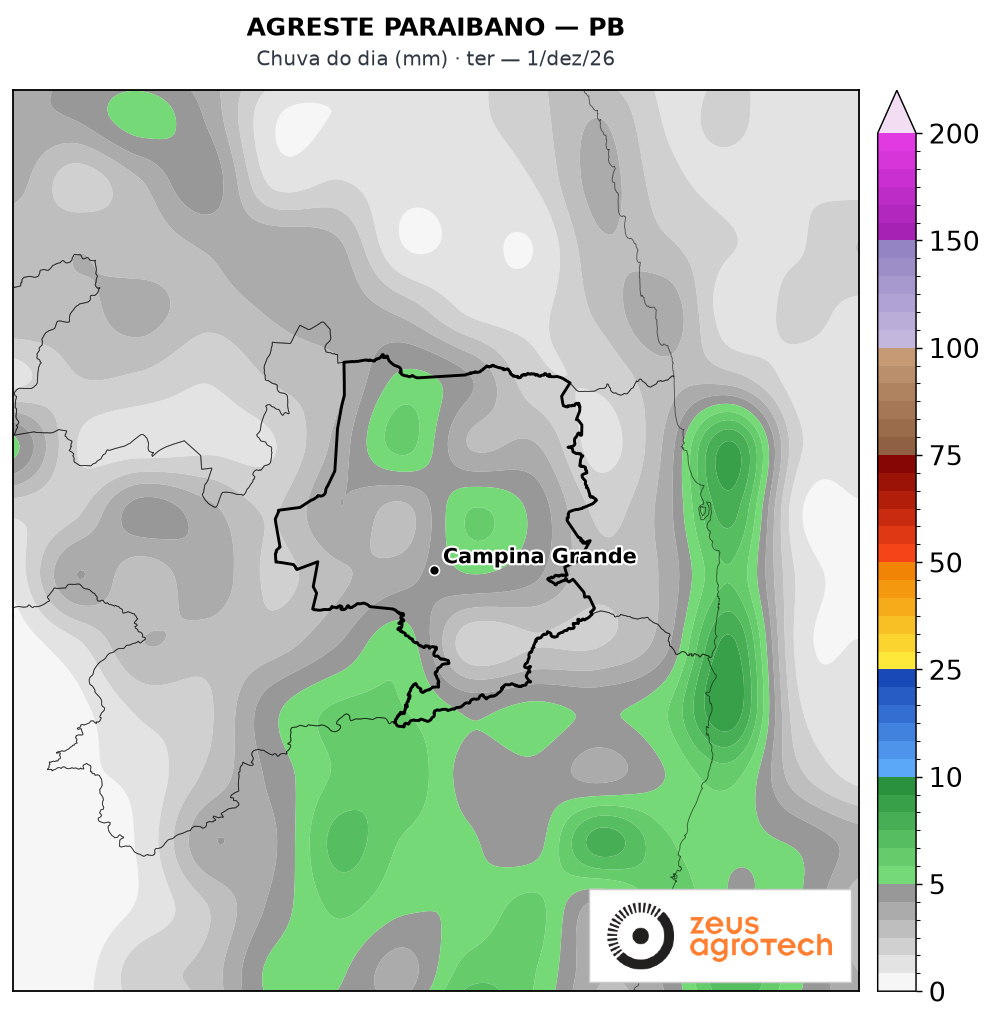 AGRESTE PARAIBANO — PB
Chuva do dia (mm) · ter — 1/dez/26
200
150
100
75
50
25
10
5
0
Campina Grande
zeus
agrotech